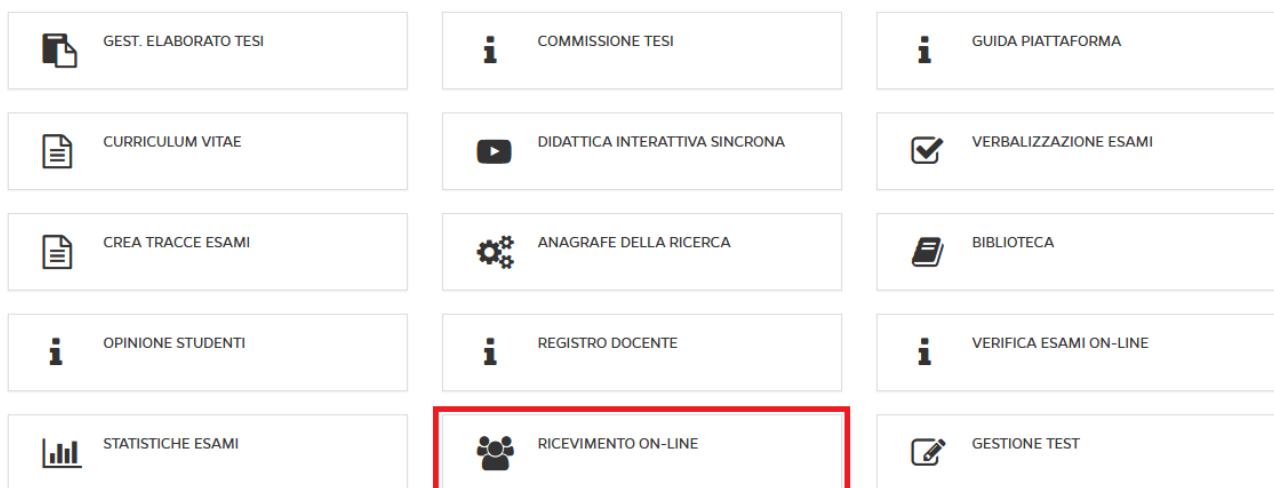 GEST. ELABORATO TESI
COMMISSIONE TESI
GUIDA PIATTAFORMA
CURRICULUM VITAE
DIDATTICA INTERATTIVA SINCRONA
VERBALIZZAZIONE ESAMI
CREA TRACCE ESAMI
ANAGRAFE DELLA RICERCA
BIBLIOTECA
OPINIONE STUDENTI
REGISTRO DOCENTE
VERIFICA ESAMI ON-LINE
STATISTICHE ESAMI
RICEVIMENTO ON-LINE
GESTIONE TEST